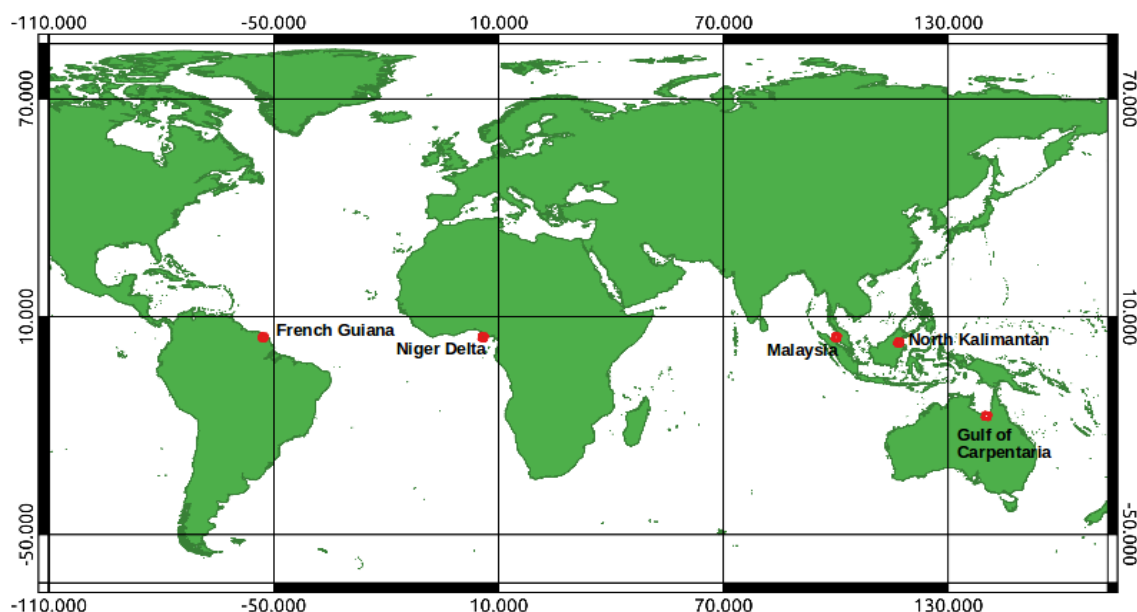 -110.000 -50.000 10.000 70.000 130.000
70.000 70.000
French Guiana
Niger Delta
Malaysia
North Kalimantan
10.000 10.000
Gulf of
Carpentaria
-50.000 -50.000
-110.000 -50.000 10.000 70.000 130.000